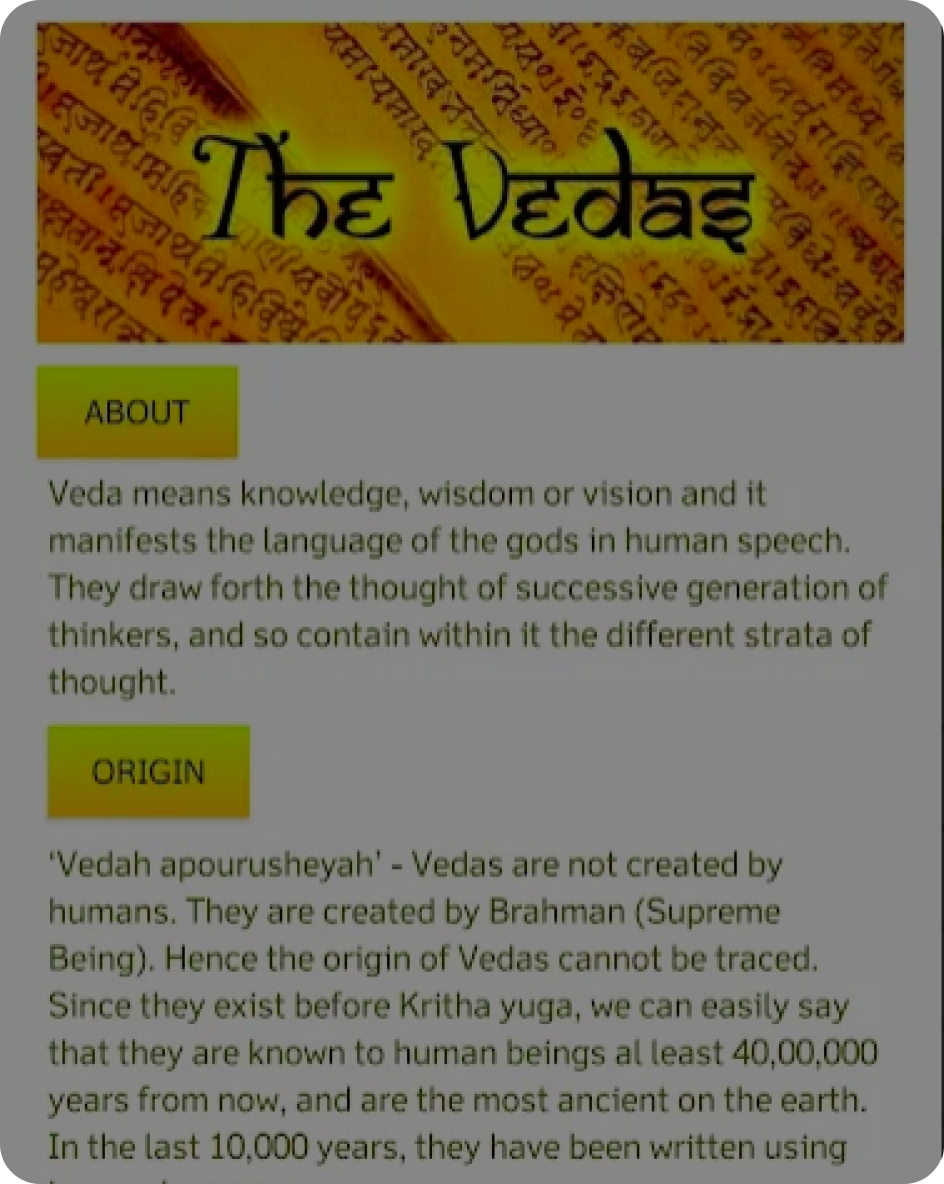 The Vedas
ABOUT
Veda means knowledge, wisdom or vision and it
manifests the language of the gods in human speech.
They draw forth the thought of successive generation of
thinkers, and so contain within it the different strata of
thought.
ORIGIN
‘Vedah apourusheyah’ - Vedas are not created by
humans. They are created by Brahman (Supreme
Being). Hence the origin of Vedas cannot be traced.
Since they exist before Kritha yuga, we can easily say
that they are known to human beings al least 40,00,000
years from now, and are the most ancient on the earth.
In the last 10,000 years, they have been written using